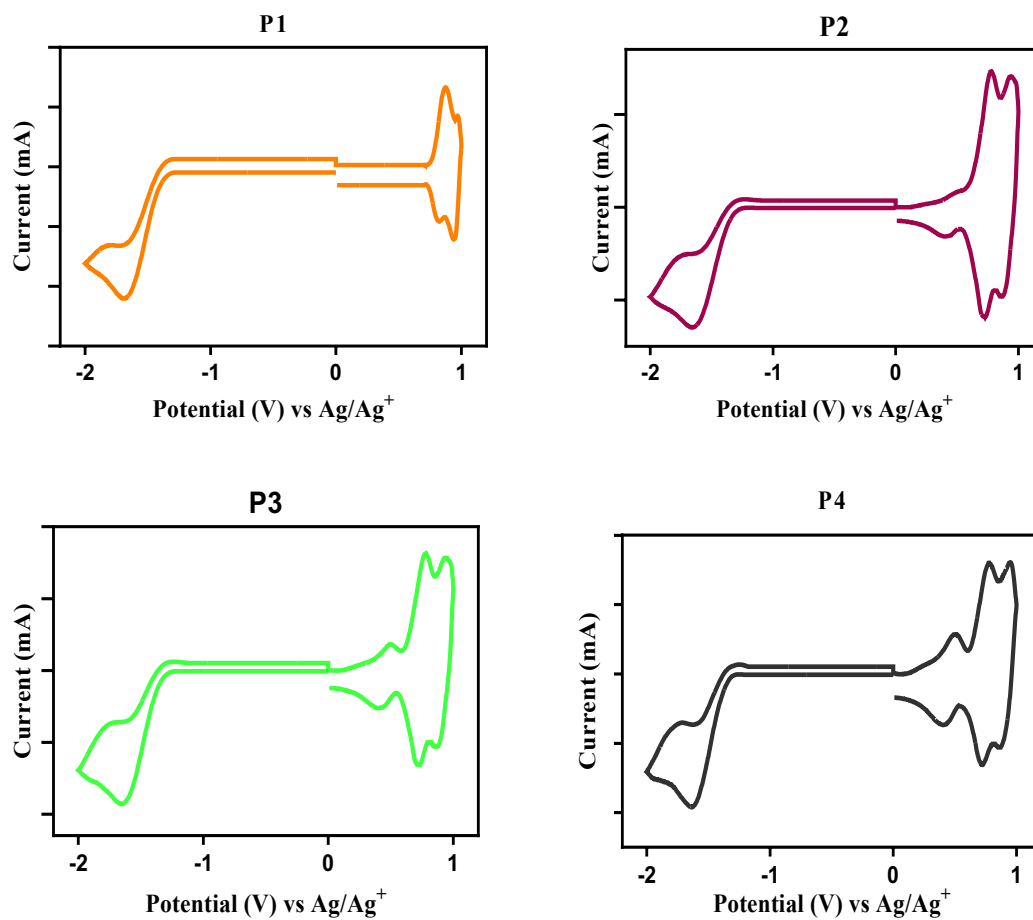 P1
Current (mA)
-2 -1 0 1
Potential (V) vs Ag/Ag+
P2
Current (mA)
-2 -1 0 1
Potential (V) vs Ag/Ag+
P3
Current (mA)
-2 -1 0 1
Potential (V) vs Ag/Ag+
P4
Current (mA)
-2 -1 0 1
Potential (V) vs Ag/Ag+